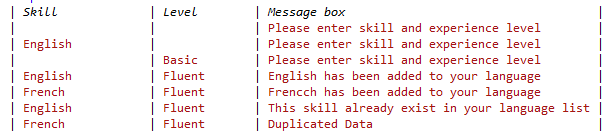 | Skill | Level | Message box |
| | | Please enter skill and experience level |
| English | | Please enter skill and experience level |
| | Basic | Please enter skill and experience level |
| English | Fluent | English has been added to your language |
| French | Fluent | Frencch has been added to your language |
| English | Fluent | This skill already exist in your language list |
| French | Fluent | Duplicated Data |